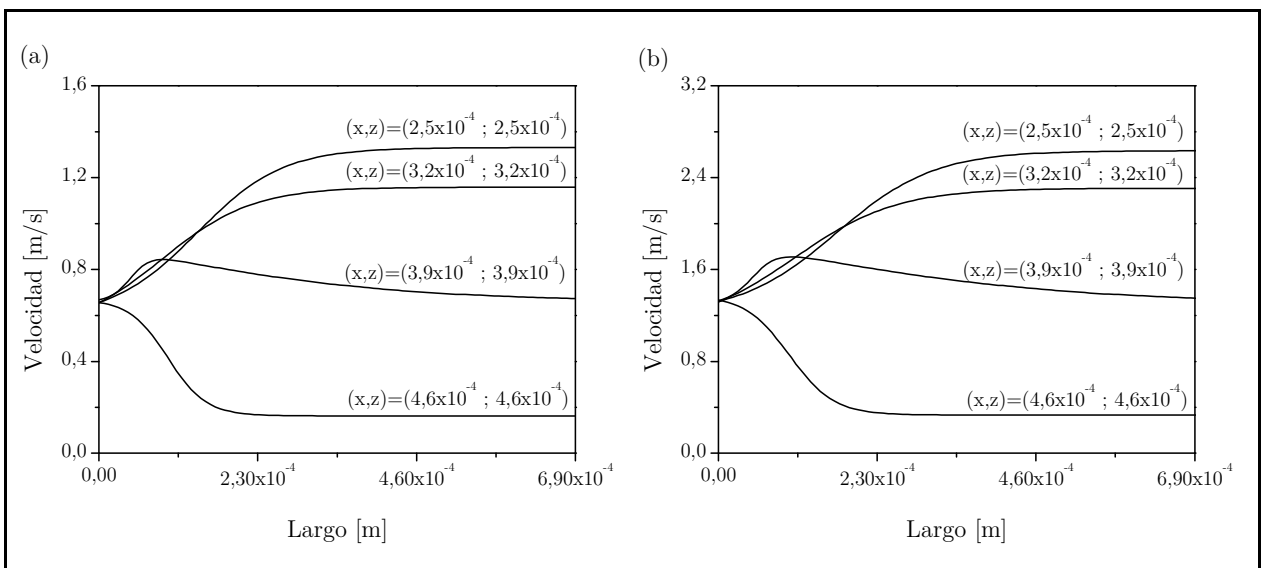 (a)
1,6
1,2
0,8
0,4
0,0
Velocidad [m/s]
(x,z)=(2,5x10⁻⁴ ; 2,5x10⁻⁴)
(x,z)=(3,2x10⁻⁴ ; 3,2x10⁻⁴)
(x,z)=(3,9x10⁻⁴ ; 3,9x10⁻⁴)
(x,z)=(4,6x10⁻⁴ ; 4,6x10⁻⁴)
0,00 2,30x10⁻⁴ 4,60x10⁻⁴ 6,90x10⁻⁴
Largo [m]
(b)
3,2
2,4
1,6
0,8
0,0
Velocidad [m/s]
(x,z)=(2,5x10⁻⁴ ; 2,5x10⁻⁴)
(x,z)=(3,2x10⁻⁴ ; 3,2x10⁻⁴)
(x,z)=(3,9x10⁻⁴ ; 3,9x10⁻⁴)
(x,z)=(4,6x10⁻⁴ ; 4,6x10⁻⁴)
0,00 2,30x10⁻⁴ 4,60x10⁻⁴ 6,90x10⁻⁴
Largo [m]